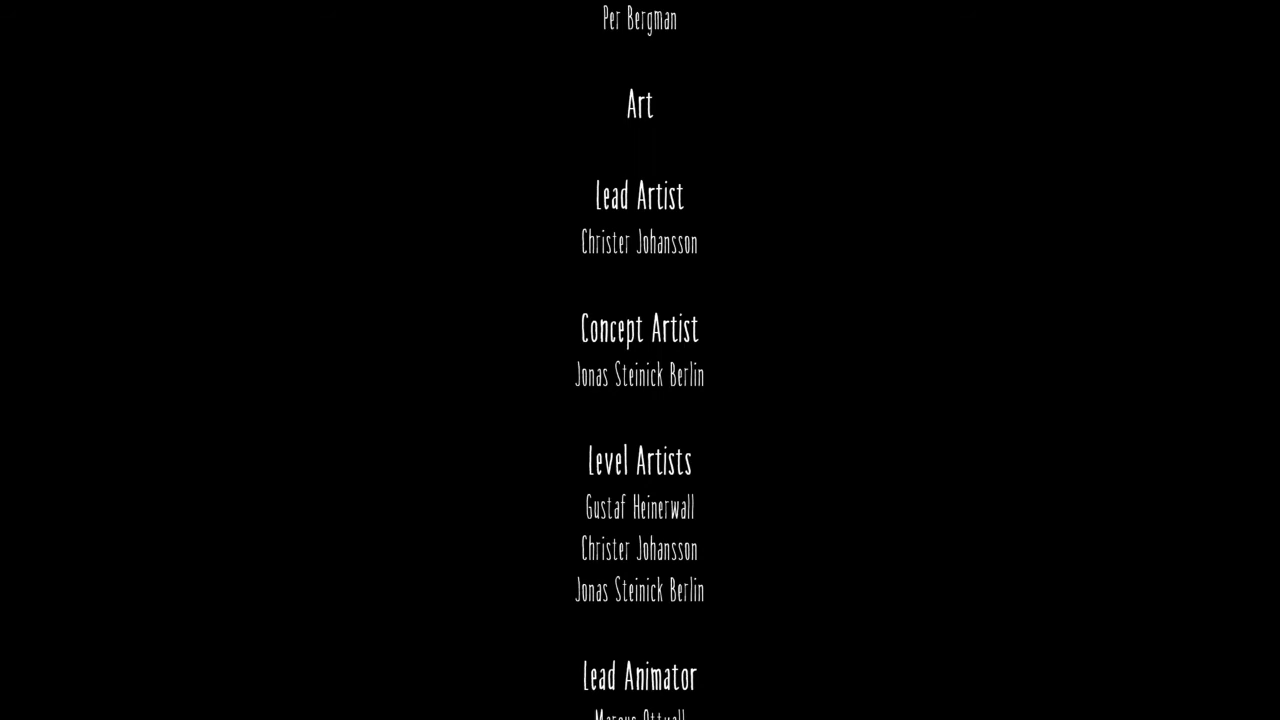 Per Bergman
Art
Lead Artist
Christer Johansson
Concept Artist
Jonas Steinick Berlin
Level Artists
Gustaf Heinerwall
Christer Johansson
Jonas Steinick Berlin
Lead Animator